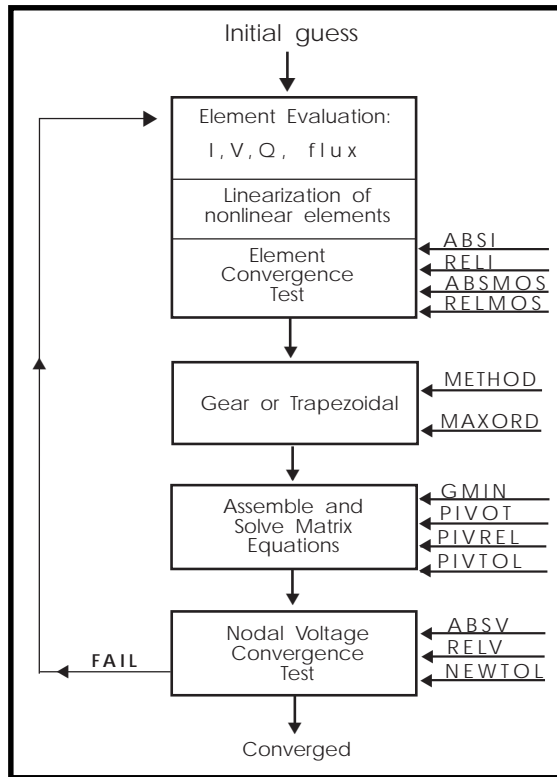 Initial guess
Element Evaluation:
I,V,Q, flux
Linearization of
nonlinear elements
Element
Convergence
Test
ABSI
RELI
ABSMOS
RELMOS
Gear or Trapezoidal
METHOD
MAXORD
Assemble and
Solve Matrix
Equations
GMIN
PIVOT
PIVREL
PIVTOL
Nodal Voltage
Convergence
Test
ABSV
RELV
NEWTOL
FAIL
Converged